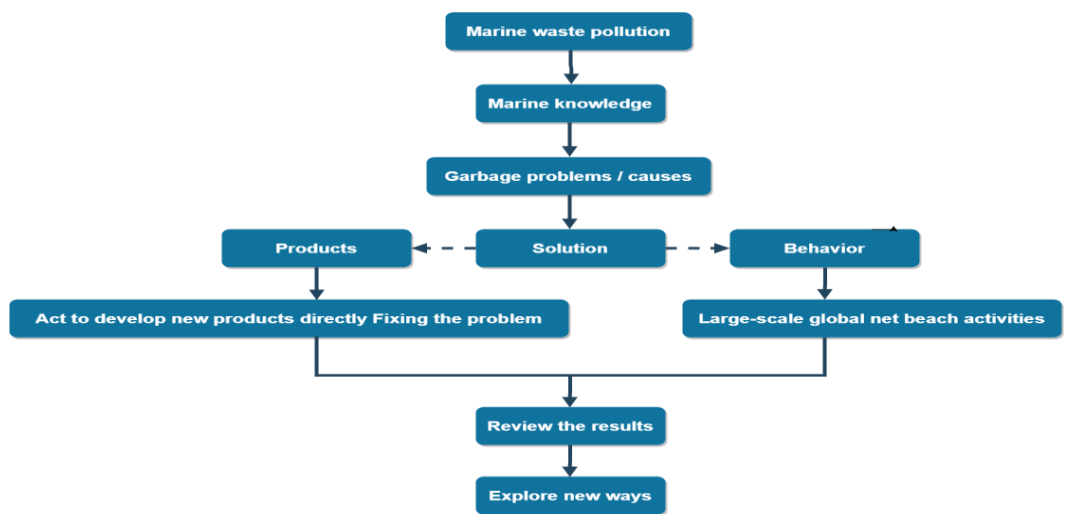 Marine waste pollution
Marine knowledge
Garbage problems / causes
Products
Solution
Behavior
Act to develop new products directly Fixing the problem
Large-scale global net beach activities
Review the results
Explore new ways